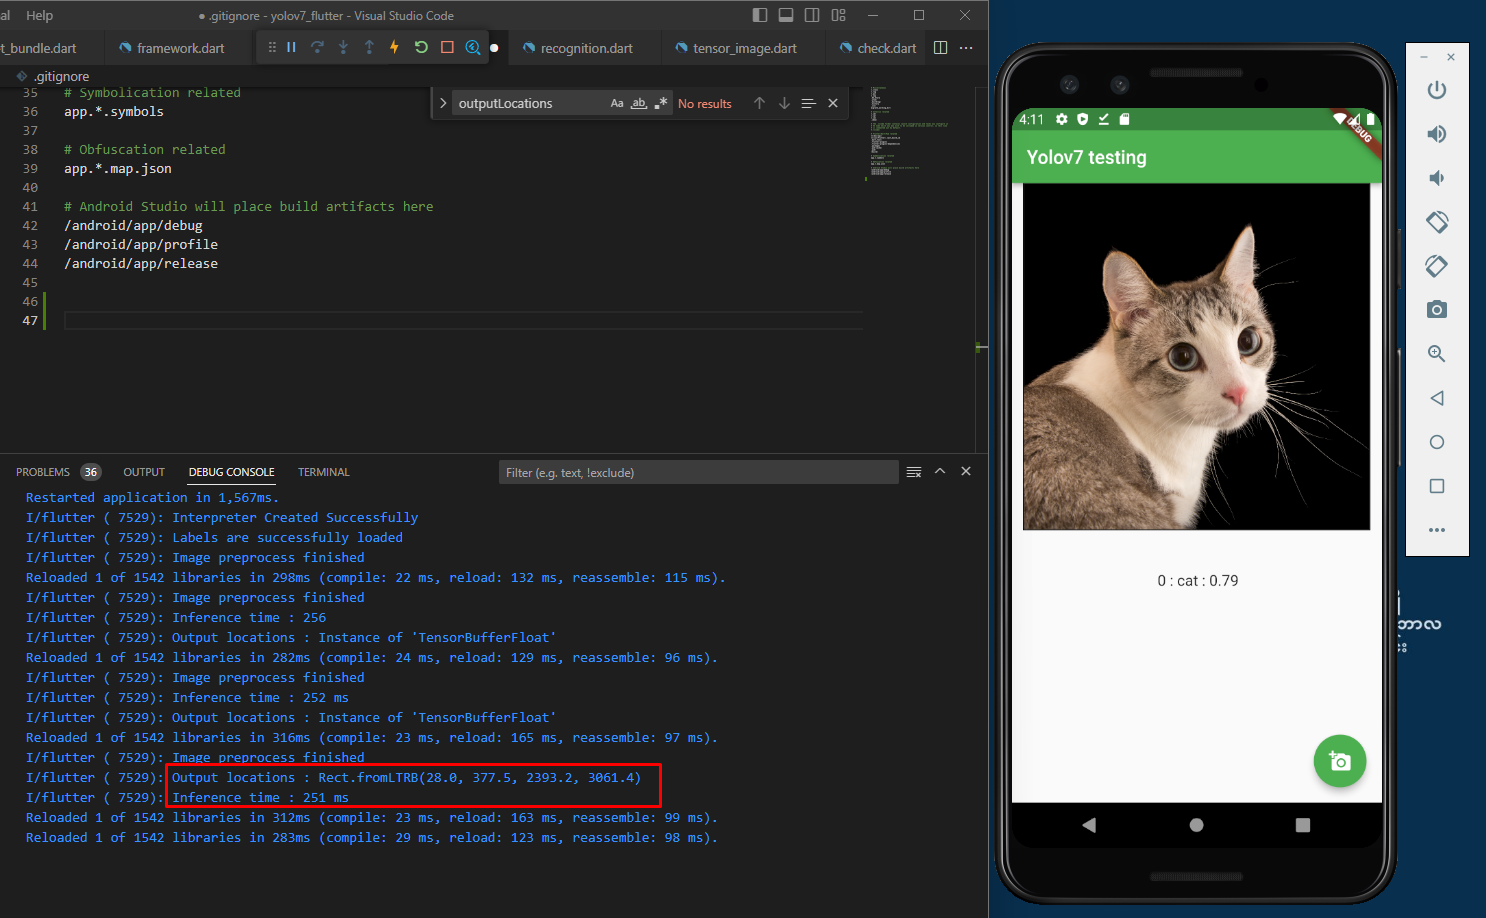 al Help
.gitignore - yolov7_flutter - Visual Studio Code
t_bundle.dart framework.dart recognition.dart tensor_image.dart check.dart
.gitignore
outputLocations Aa ab .* No results
35 # Symbolication related
36 app.*.symbols
37
38 # Obfuscation related
39 app.*.map.json
40
41 # Android Studio will place build artifacts here
42 /android/app/debug
43 /android/app/profile
44 /android/app/release
45
46
47
PROBLEMS 36 OUTPUT DEBUG CONSOLE TERMINAL Filter (e.g. text, !exclude)
Restarted application in 1,567ms.
I/flutter ( 7529): Interpreter Created Successfully
I/flutter ( 7529): Labels are successfully loaded
I/flutter ( 7529): Image preprocess finished
Reloaded 1 of 1542 libraries in 298ms (compile: 22 ms, reload: 132 ms, reassemble: 115 ms).
I/flutter ( 7529): Image preprocess finished
I/flutter ( 7529): Inference time : 256
I/flutter ( 7529): Output locations : Instance of 'TensorBufferFloat'
Reloaded 1 of 1542 libraries in 282ms (compile: 24 ms, reload: 129 ms, reassemble: 96 ms).
I/flutter ( 7529): Image preprocess finished
I/flutter ( 7529): Inference time : 252 ms
I/flutter ( 7529): Output locations : Instance of 'TensorBufferFloat'
Reloaded 1 of 1542 libraries in 316ms (compile: 23 ms, reload: 165 ms, reassemble: 97 ms).
I/flutter ( 7529): Image preprocess finished
I/flutter ( 7529): Output locations : Rect.fromLTRB(28.0, 377.5, 2393.2, 3061.4)
I/flutter ( 7529): Inference time : 251 ms
Reloaded 1 of 1542 libraries in 312ms (compile: 23 ms, reload: 163 ms, reassemble: 99 ms).
Reloaded 1 of 1542 libraries in 283ms (compile: 29 ms, reload: 123 ms, reassemble: 98 ms).
4:11
DEBUG
Yolov7 testing
0 : cat : 0.79